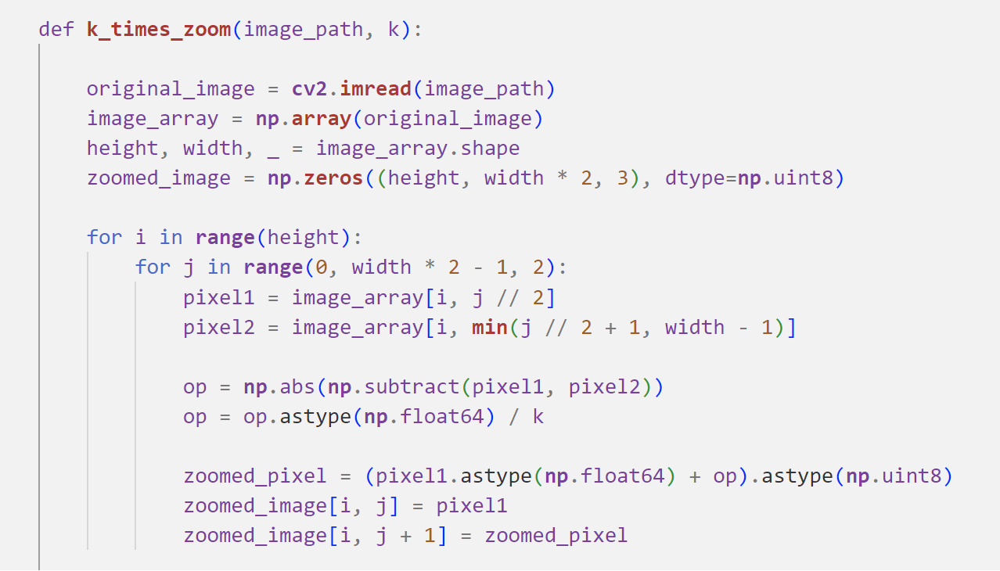 def k_times_zoom(image_path, k):
    original_image = cv2.imread(image_path)
    image_array = np.array(original_image)
    height, width, _ = image_array.shape
    zoomed_image = np.zeros((height, width * 2, 3), dtype=np.uint8)
    for i in range(height):
        for j in range(0, width * 2 - 1, 2):
            pixel1 = image_array[i, j // 2]
            pixel2 = image_array[i, min(j // 2 + 1, width - 1)]
            op = np.abs(np.subtract(pixel1, pixel2))
            op = op.astype(np.float64) / k
            zoomed_pixel = (pixel1.astype(np.float64) + op).astype(np.uint8)
            zoomed_image[i, j] = pixel1
            zoomed_image[i, j + 1] = zoomed_pixel